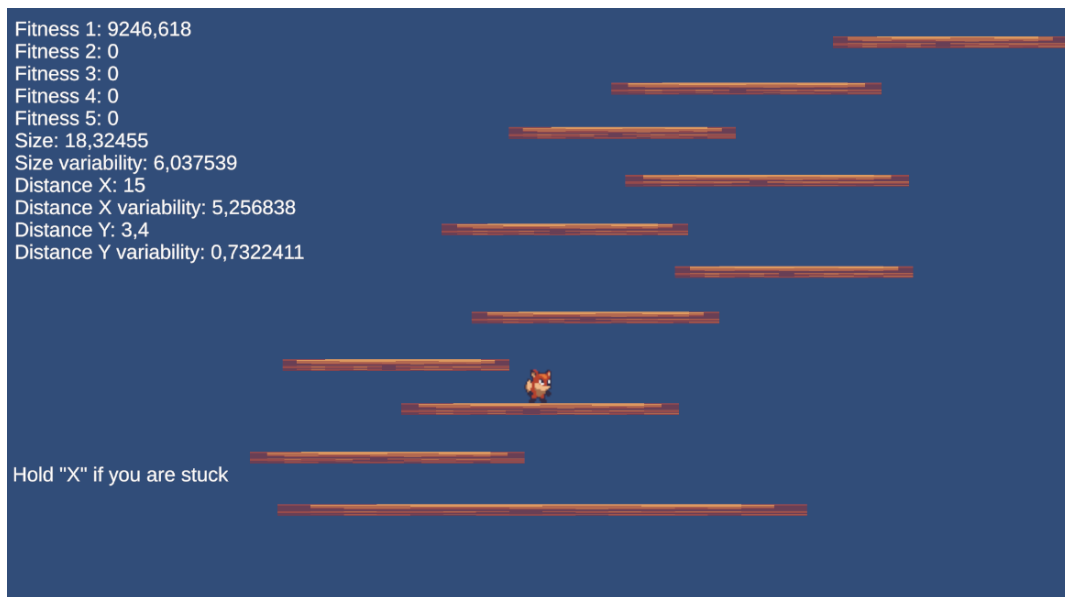 Fitness 1: 9246,618
Fitness 2: 0
Fitness 3: 0
Fitness 4: 0
Fitness 5: 0
Size: 18,32455
Size variability: 6,037539
Distance X: 15
Distance X variability: 5,256838
Distance Y: 3,4
Distance Y variability: 0,7322411
Hold "X" if you are stuck